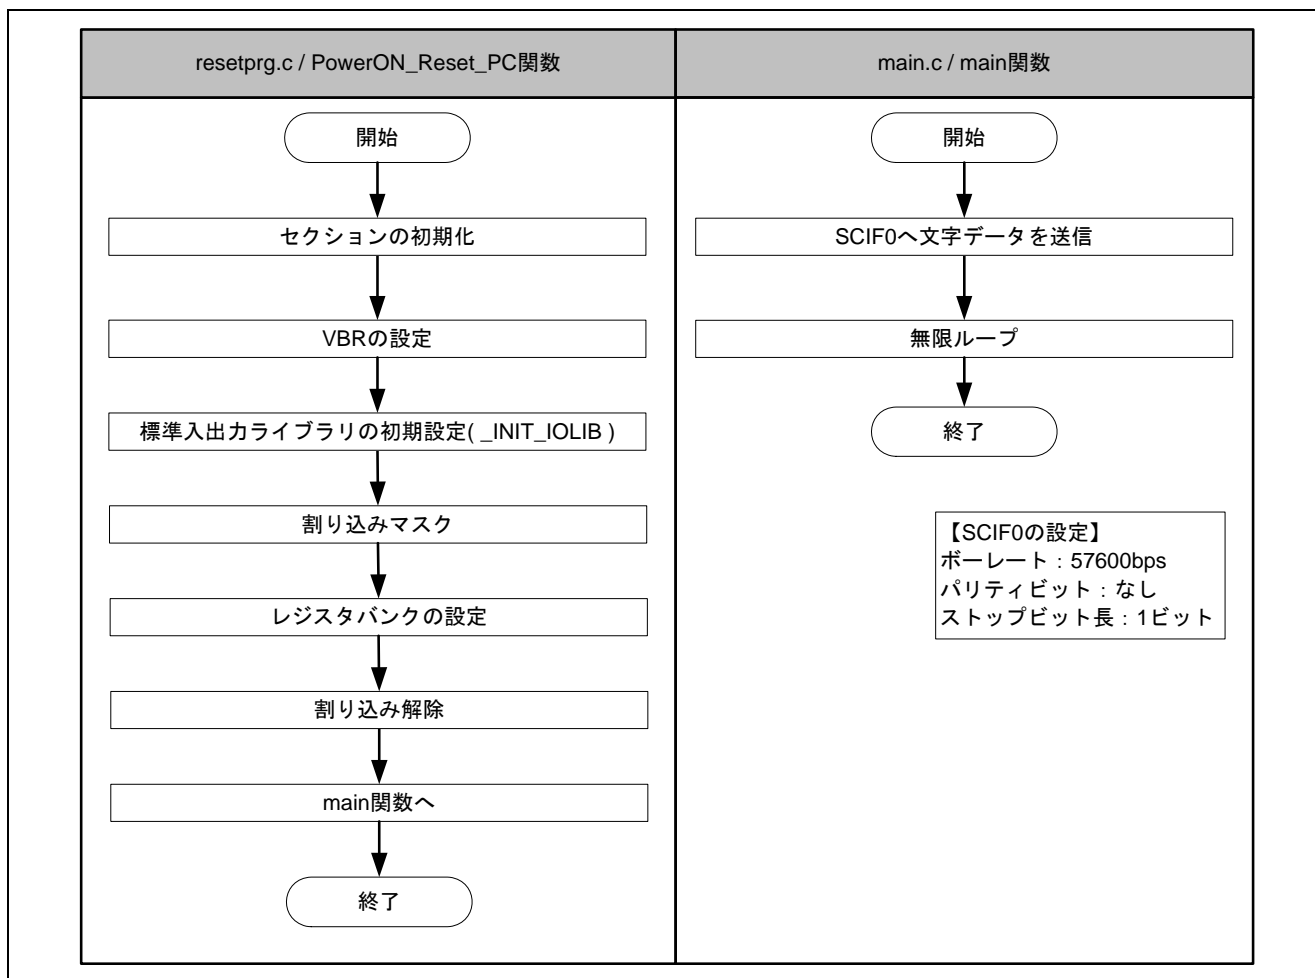 resetprg.c / PowerON_Reset_PC関数
開始
セクションの初期化
VBRの設定
標準入出力ライブラリの初期設定( _INIT_IOLIB )
割り込みマスク
レジスタバンクの設定
割り込み解除
main関数へ
終了
main.c / main関数
開始
SCIF0へ文字データを送信
無限ループ
終了
【SCIF0の設定】
ボーレート：57600bps
パリティビット：なし
ストップビット長：1ビット